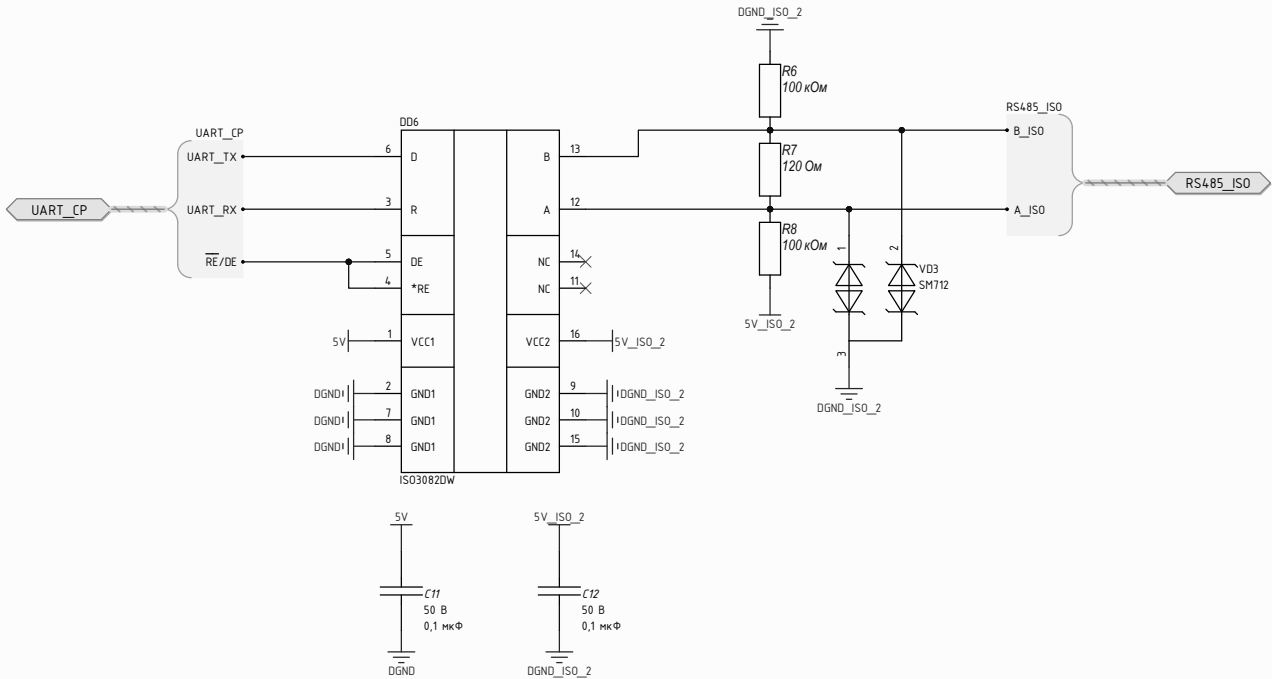 DGND_ISO_2
R6
100 кОм
RS485_ISO
UART_CP
DD6
B_ISO
UART_TX
6
D
B
13
R7
120 Ом
UART_CP
UART_RX
3
R
A
12
A_ISO
RS485_ISO
R8
100 кОм
RE/DE
5
DE
NC
14
1
2
VD3
SM712
4
*RE
NC
11
5V_ISO_2
5V
1
VCC1
VCC2
16
5V_ISO_2
3
DGND
2
GND1
GND2
9
DGND_ISO_2
DGND_ISO_2
DGND
7
GND1
GND2
10
DGND_ISO_2
DGND
8
GND1
GND2
15
DGND_ISO_2
ISO3082DW
5V
5V_ISO_2
C11
50 В
0,1 мкФ
C12
50 В
0,1 мкФ
DGND
DGND_ISO_2